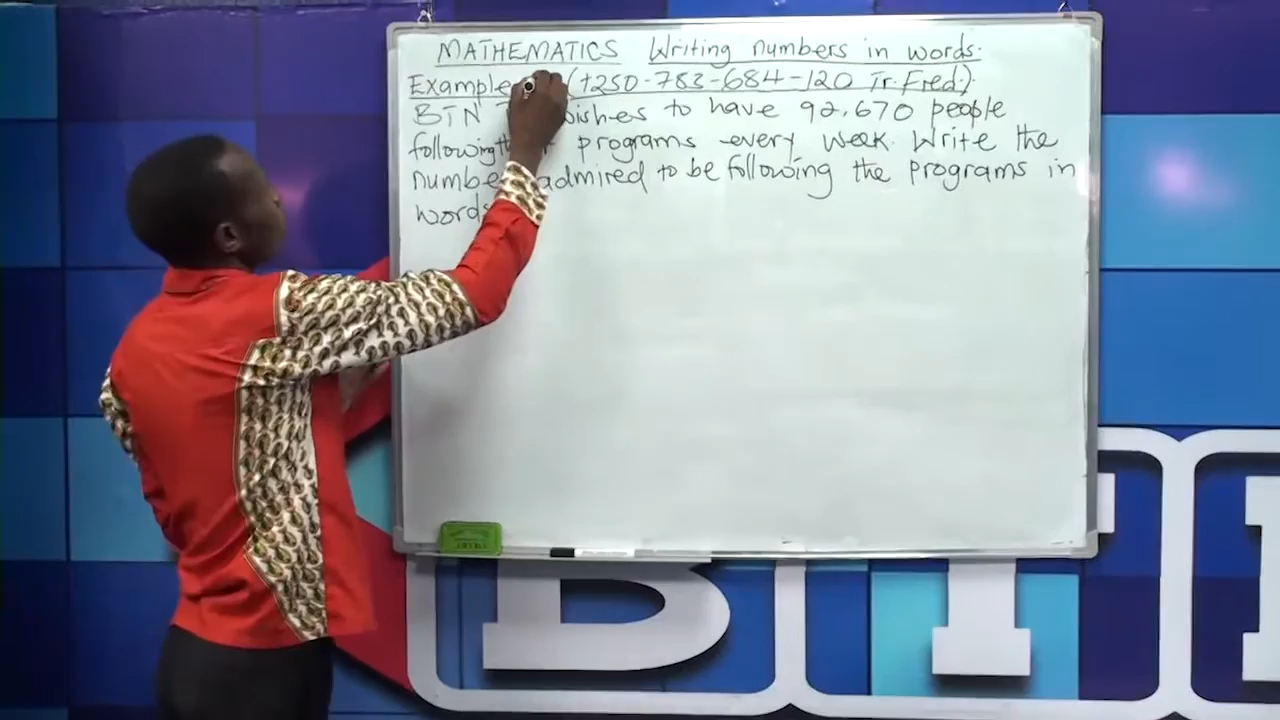 MATHEMATICS Writing numbers in words.
Example (+250-783-684-120 Tr. Fred.)
BTN wishes to have 92,670 people
following programs every week. Write the
number admired to be following the programs in
words
BT